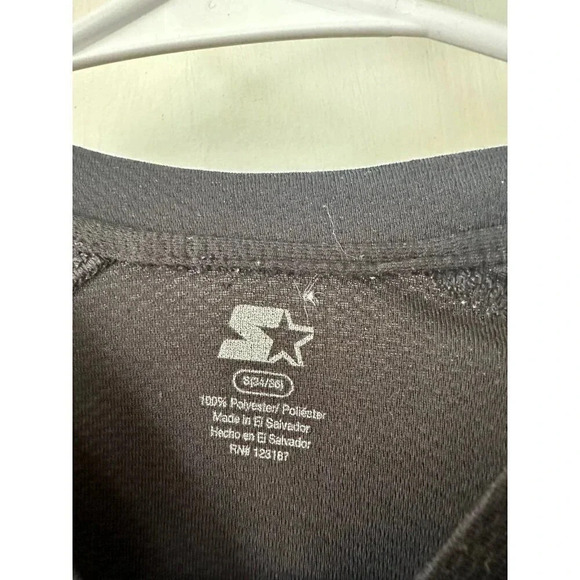 S(34/36)
100% Polyester/ Poliéster
Made in El Salvador
Hecho en El Salvador
RN# 123187